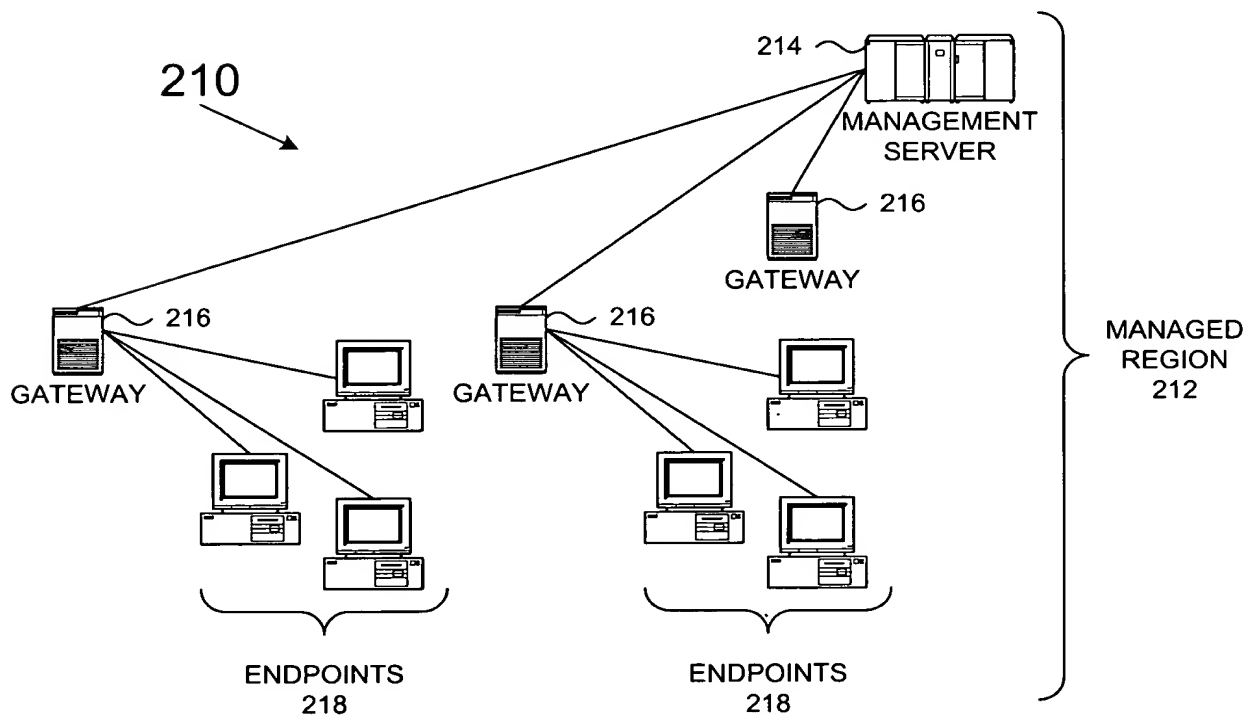 214
210
MANAGEMENT
SERVER
216
GATEWAY
216
216
MANAGED
REGION
212
GATEWAY
GATEWAY
ENDPOINTS
218
ENDPOINTS
218